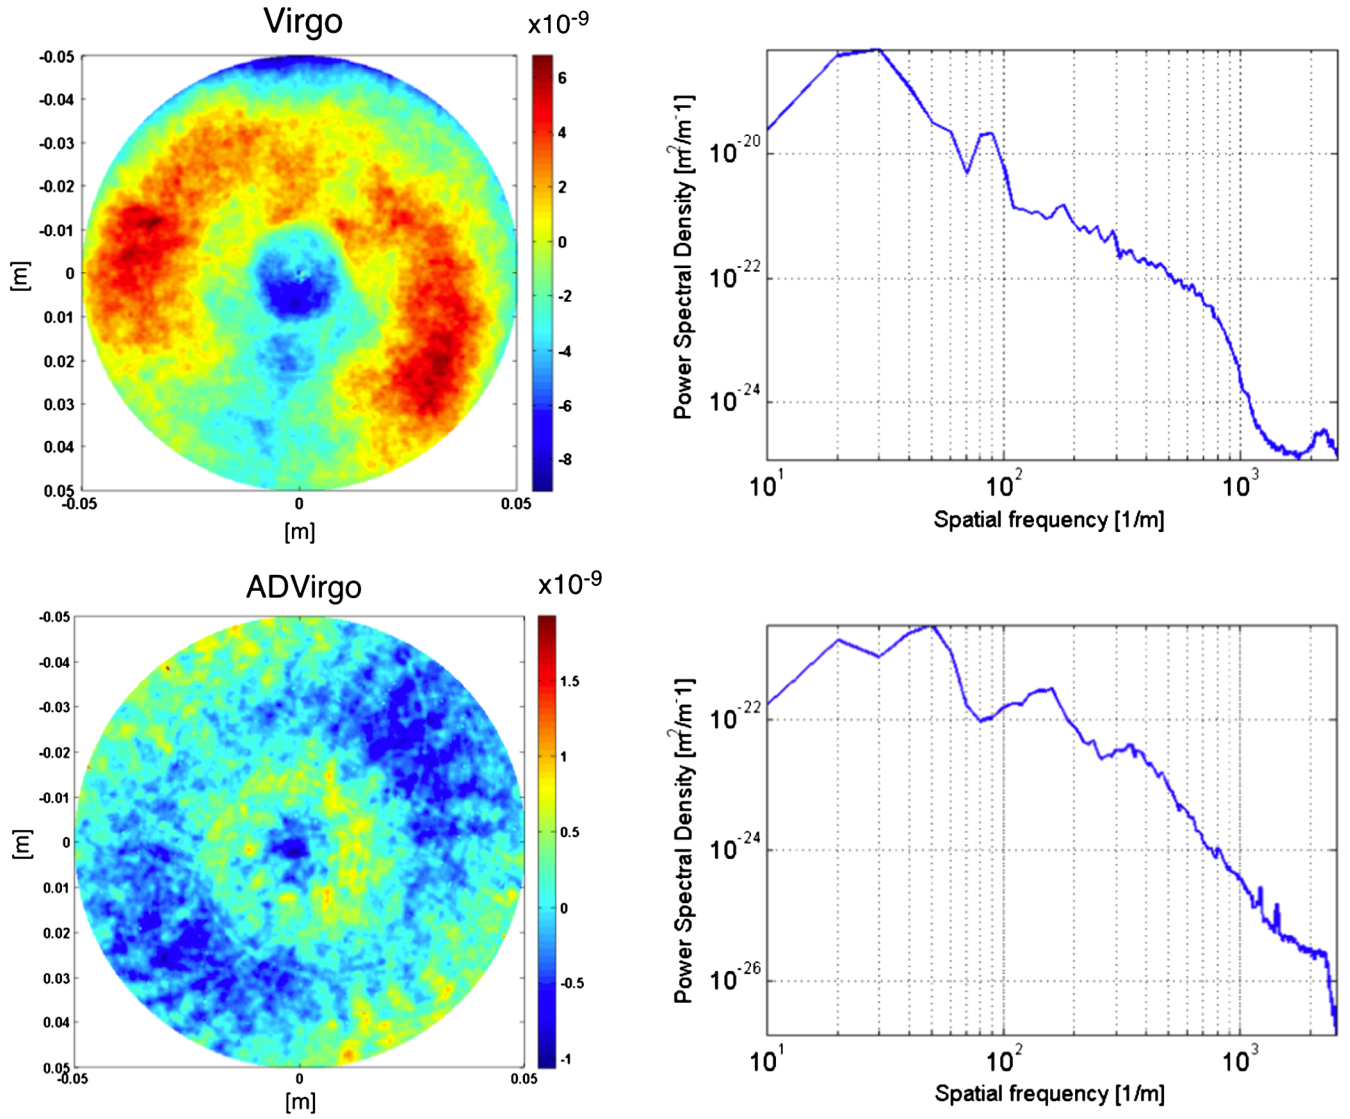 Virgo
x10-9
-0.05
-0.04
-0.03
-0.02
-0.01
0
0.01
0.02
0.03
0.04
0.05
[m]
-0.05 0 0.05
[m]
6
4
2
0
-2
-4
-6
-8
Power Spectral Density [m2/m-1]
10-20
10-22
10-24
101 102 103
Spatial frequency [1/m]
ADVirgo
x10-9
-0.05
-0.04
-0.03
-0.02
-0.01
0
0.01
0.02
0.03
0.04
0.05
[m]
-0.05 0 0.05
[m]
1.5
1
0.5
0
-0.5
-1
Power Spectral Density [m2/m-1]
10-22
10-24
10-26
101 102 103
Spatial frequency [1/m]